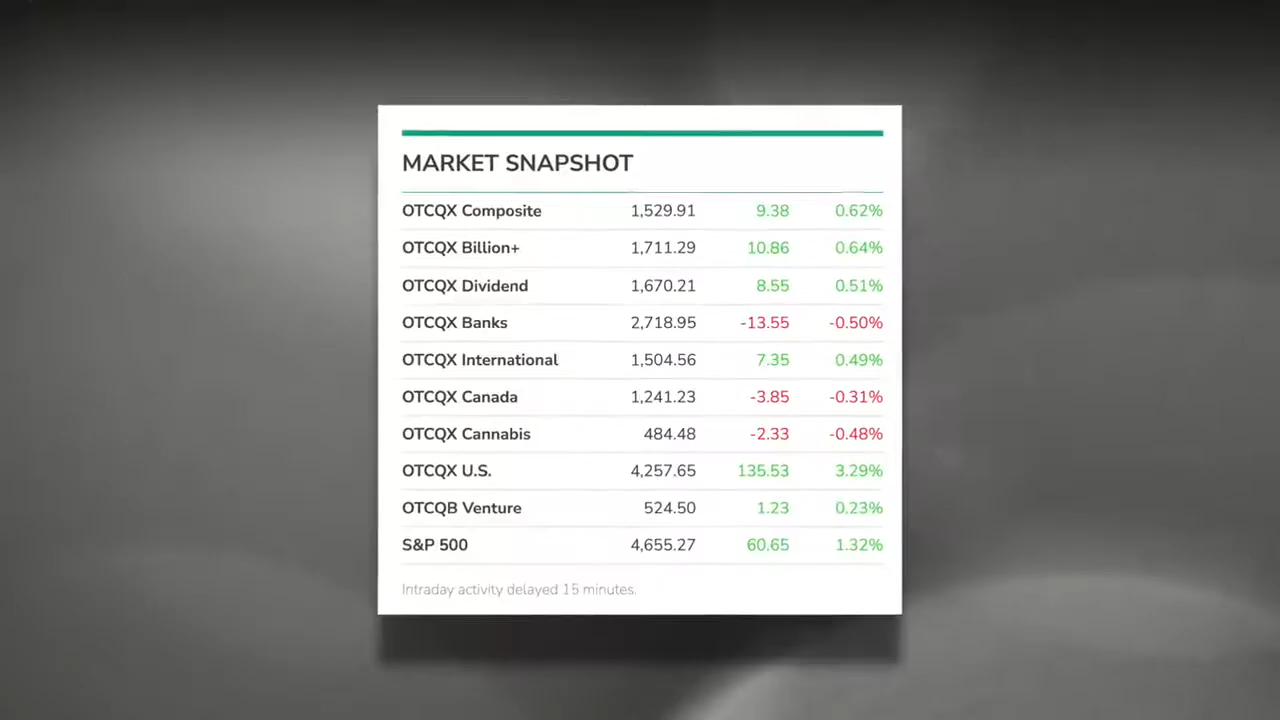 MARKET SNAPSHOT
OTCQX Composite 1,529.91 9.38 0.62%
OTCQX Billion+ 1,711.29 10.86 0.64%
OTCQX Dividend 1,670.21 8.55 0.51%
OTCQX Banks 2,718.95 -13.55 -0.50%
OTCQX International 1,504.56 7.35 0.49%
OTCQX Canada 1,241.23 -3.85 -0.31%
OTCQX Cannabis 484.48 -2.33 -0.48%
OTCQX U.S. 4,257.65 135.53 3.29%
OTCQB Venture 524.50 1.23 0.23%
S&P 500 4,655.27 60.65 1.32%
Intraday activity delayed 15 minutes.